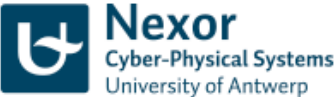 Nexor
Cyber-Physical Systems
University of Antwerp